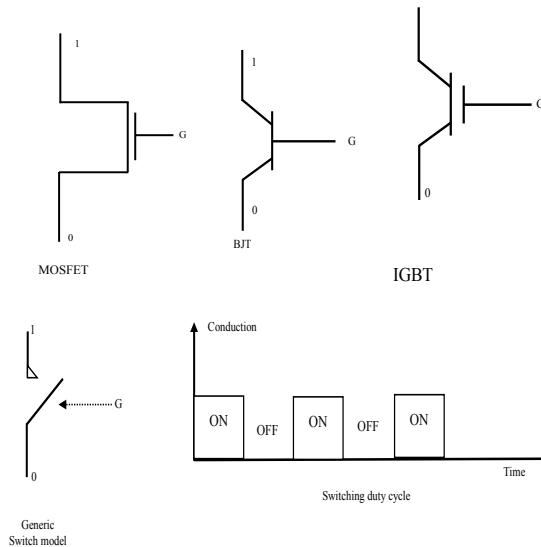 1
G
0
MOSFET
1
G
0
BJT
G
0
IGBT
1
G
0
Generic
Switch model
Conduction
ON
OFF
ON
OFF
ON
Time
Switching duty cycle